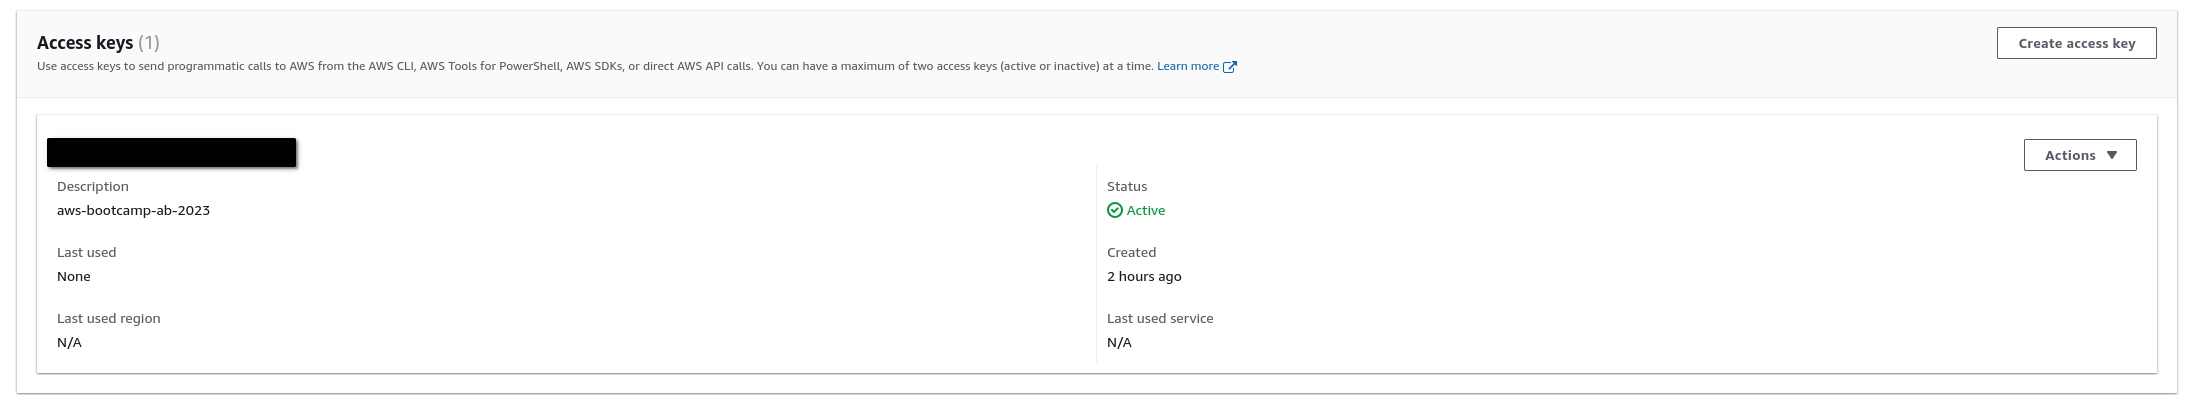 Access keys (1)
Create access key
Use access keys to send programmatic calls to AWS from the AWS CLI, AWS Tools for PowerShell, AWS SDKs, or direct AWS API calls. You can have a maximum of two access keys (active or inactive) at a time. Learn more
Actions
Description
aws-bootcamp-ab-2023
Status
Active
Last used
None
Created
2 hours ago
Last used region
N/A
Last used service
N/A